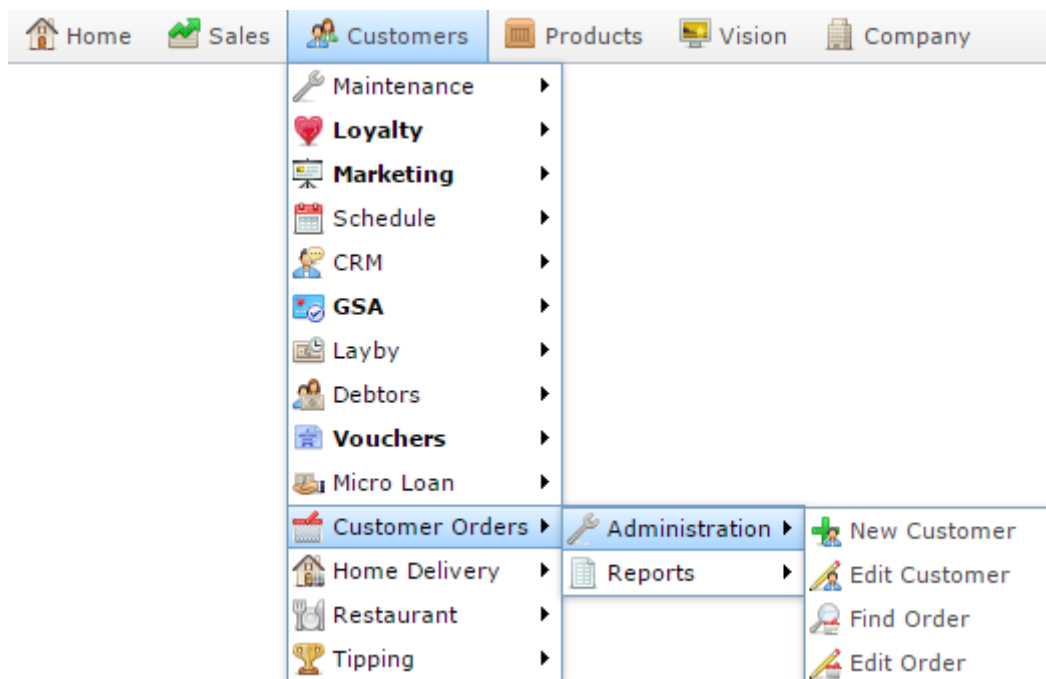 Home Sales Customers Products Vision Company
Maintenance
Loyalty
Marketing
Schedule
CRM
GSA
Layby
Debtors
Vouchers
Micro Loan
Customer Orders Administration New Customer
Home Delivery Reports Edit Customer
Restaurant Find Order
Tipping Edit Order